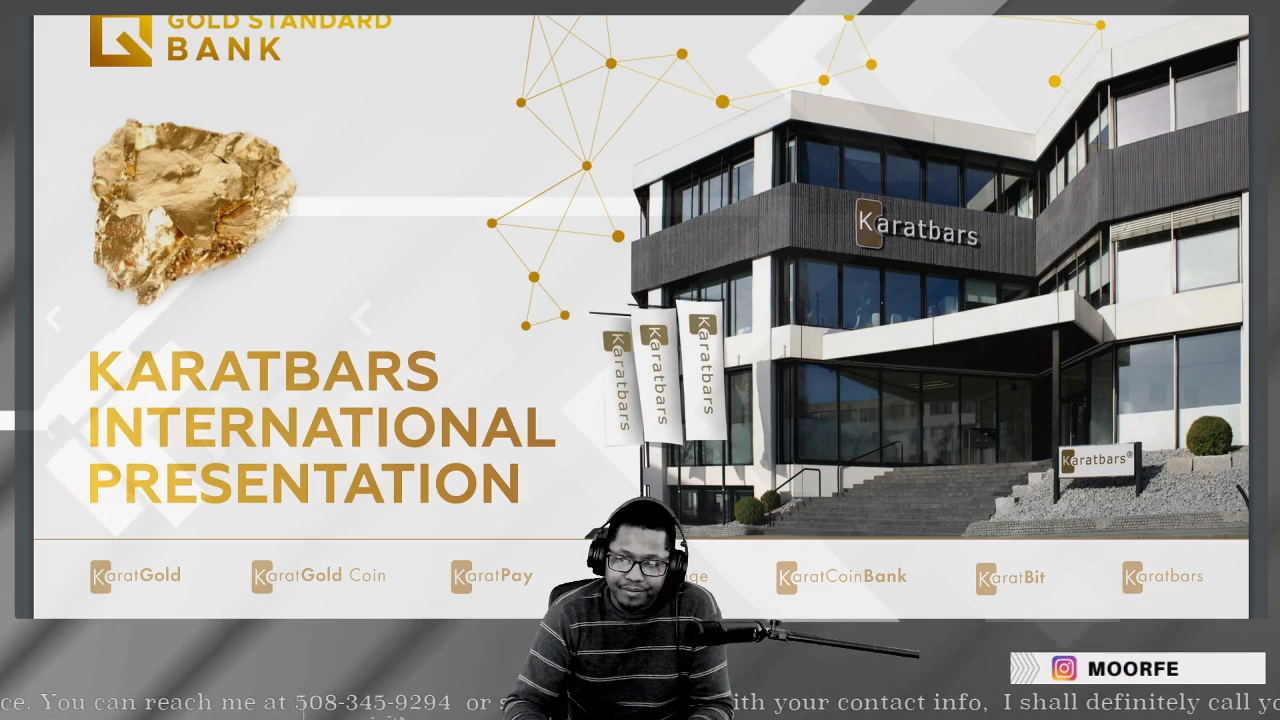 GOLD STANDARD
BANK
Karatbars
Karatbars
Karatbars
Karatbars
Karatbars®
KARATBARS
INTERNATIONAL
PRESENTATION
KaratGold
KaratGold Coin
KaratPay
ge
KaratCoinBank
KaratBit
Karatbars
MOORFE
ce. You can reach me at 508-345-9294 or s ith your contact info, I shall definitely call yo